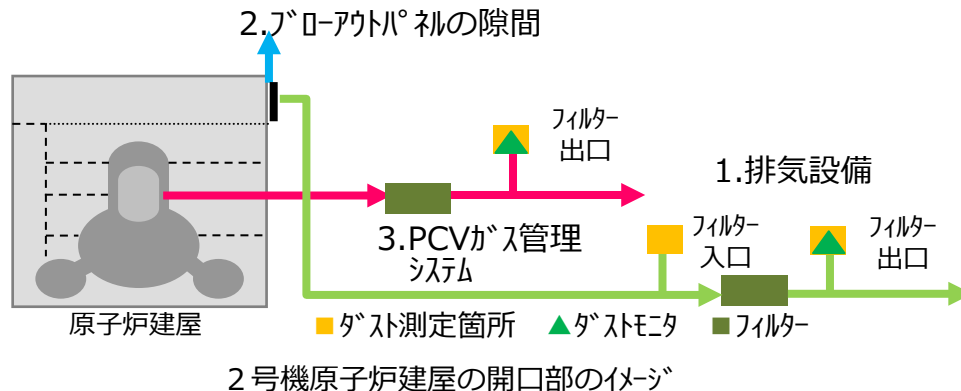 2.ﾌﾞﾛｰｱｳﾄﾊﾟﾈﾙの隙間
ﾌｨﾙﾀｰ
出口
1.排気設備
3.PCVｶﾞｽ管理
ｼｽﾃﾑ
ﾌｨﾙﾀｰ
入口
ﾌｨﾙﾀｰ
出口
原子炉建屋
ﾀﾞｽﾄ測定箇所
ﾀﾞｽﾄﾓﾆﾀ
ﾌｨﾙﾀｰ
２号機原子炉建屋の開口部のｲﾒｰｼﾞ